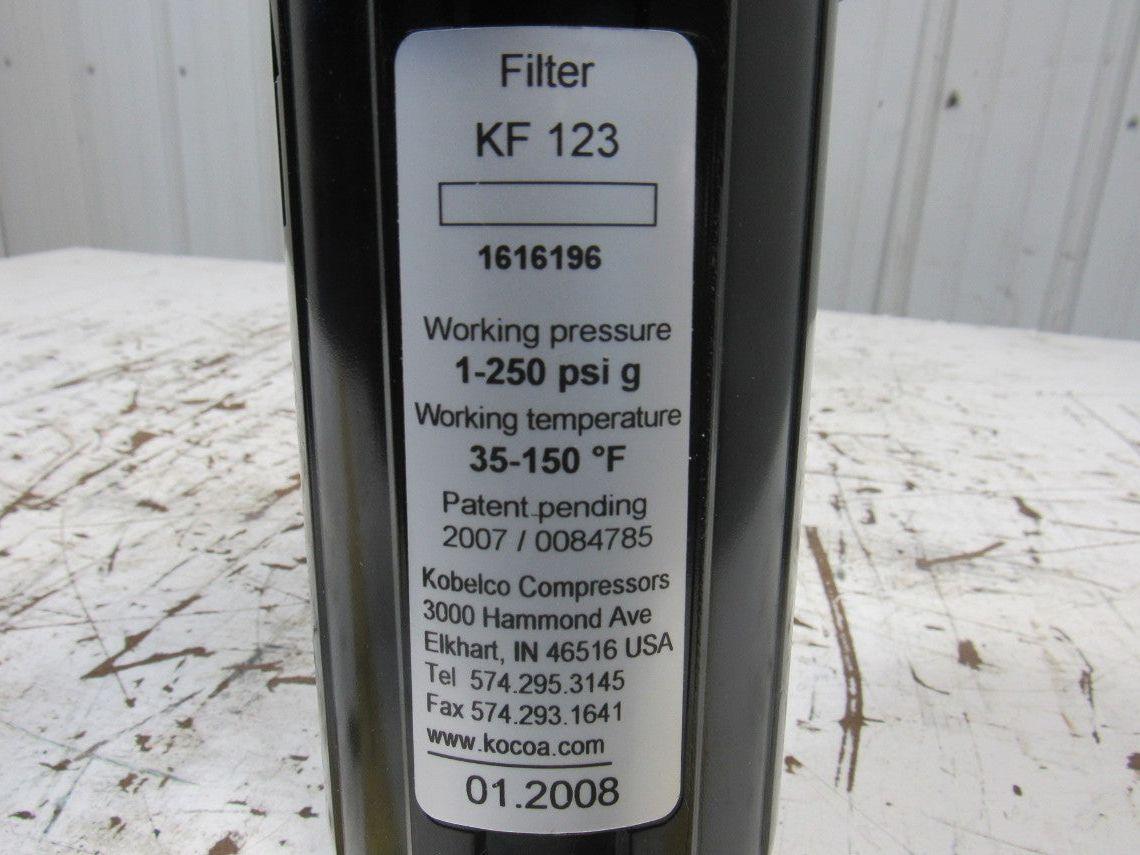 Filter
KF 123
1616196
Working pressure
1-250 psi g
Working temperature
35-150 °F
Patent pending
2007 / 0084785
Kobelco Compressors
3000 Hammond Ave
Elkhart, IN 46516 USA
Tel 574.295.3145
Fax 574.293.1641
www.kocoa.com
01.2008